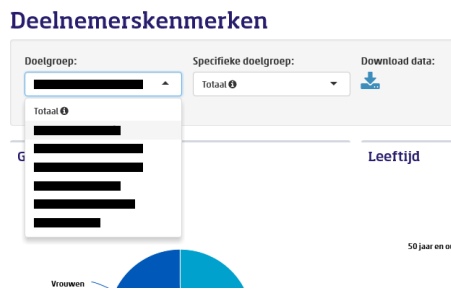 Deelnemerskenmerken
Doelgroep: Specifieke doelgroep: Download data:
Totaal
Totaal
G
Leeftijd
50 jaar en o
Vrouwen